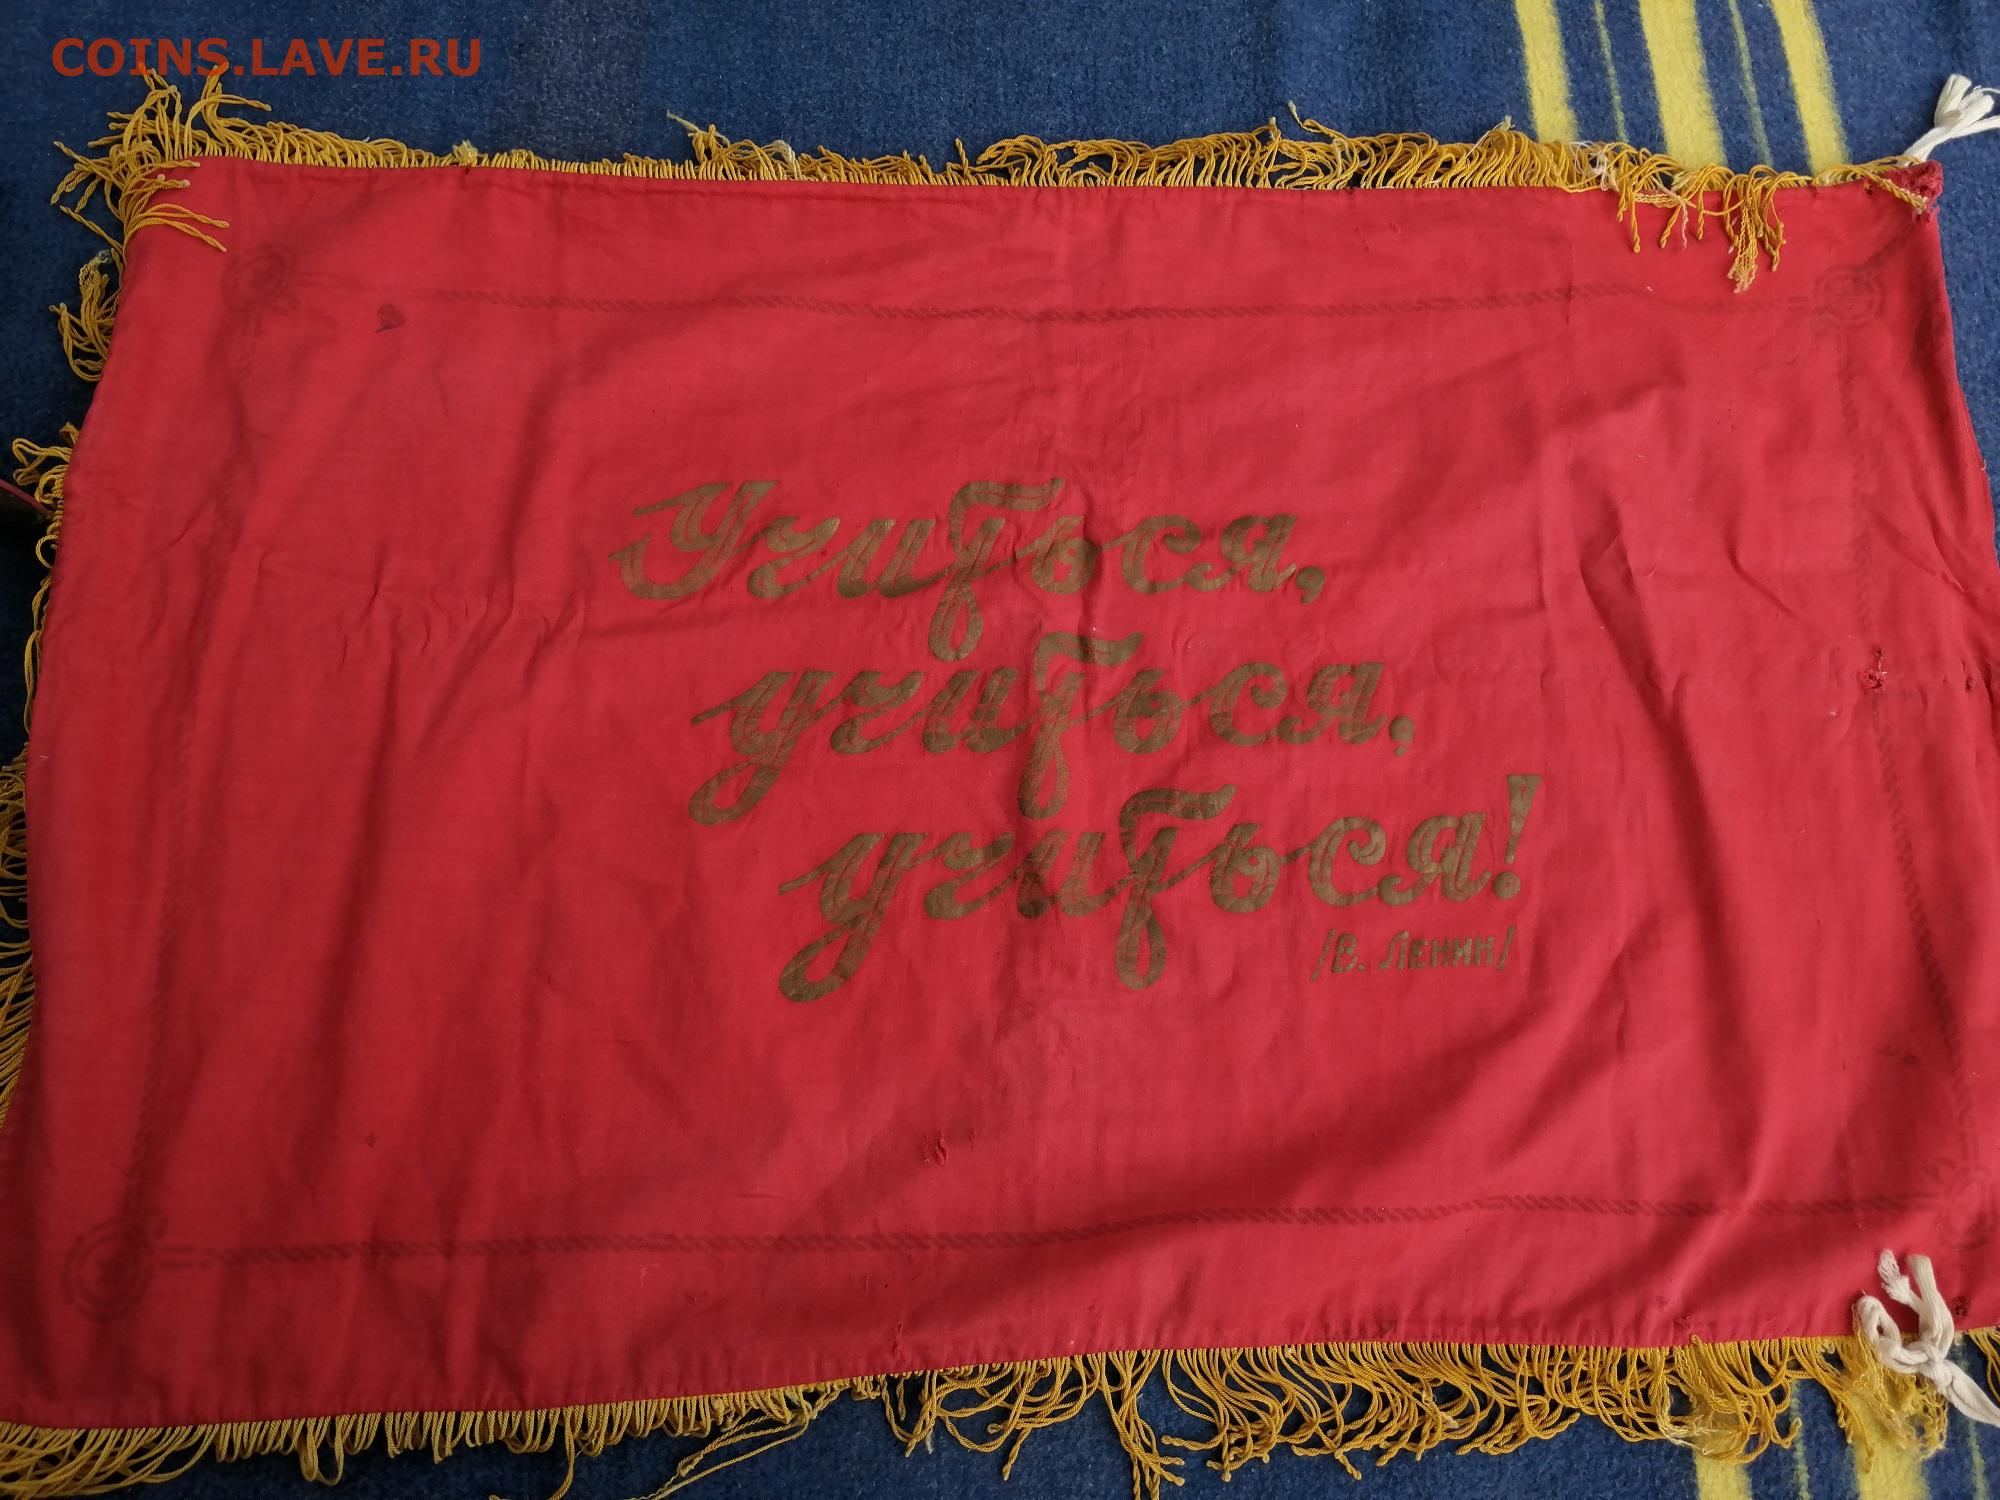 COINS.LAVE.RU
Учиться,
учиться,
учиться!
/В. Ленин/